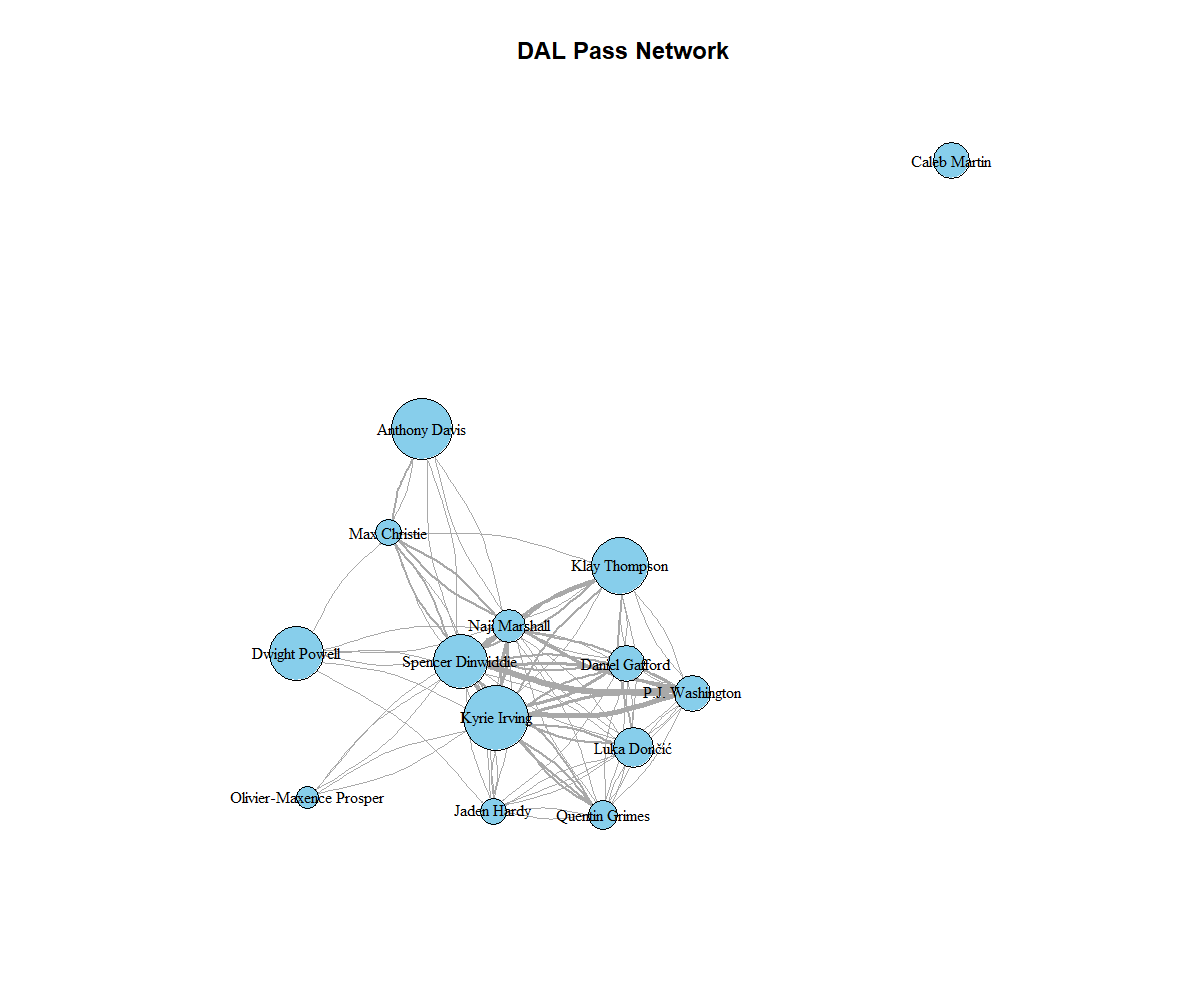 DAL Pass Network
Caleb Martin
Anthony Davis
Max Christie
Klay Thompson
Naji Marshall
Dwight Powell
Spencer Dinwiddie
Daniel Gafford
P.J. Washington
Kyrie Irving
Luka Dončić
Olivier-Maxence Prosper
Jaden Hardy
Quentin Grimes